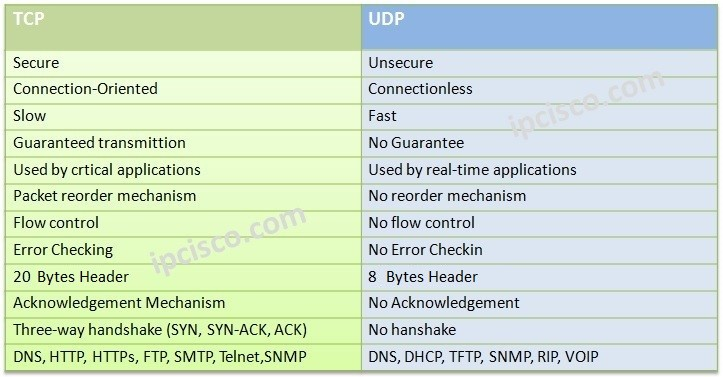 TCP UDP
Secure Unsecure
Connection-Oriented Connectionless
Slow Fast
Guaranteed transmittion No Guarantee
Used by crtical applications Used by real-time applications
Packet reorder mechanism No reorder mechanism
Flow control No flow control
Error Checking No Error Checkin
20 Bytes Header 8 Bytes Header
Acknowledgement Mechanism No Acknowledgement
Three-way handshake (SYN, SYN-ACK, ACK) No hanshake
DNS, HTTP, HTTPs, FTP, SMTP, Telnet,SNMP DNS, DHCP, TFTP, SNMP, RIP, VOIP
ipcisco.com
ipcisco.com